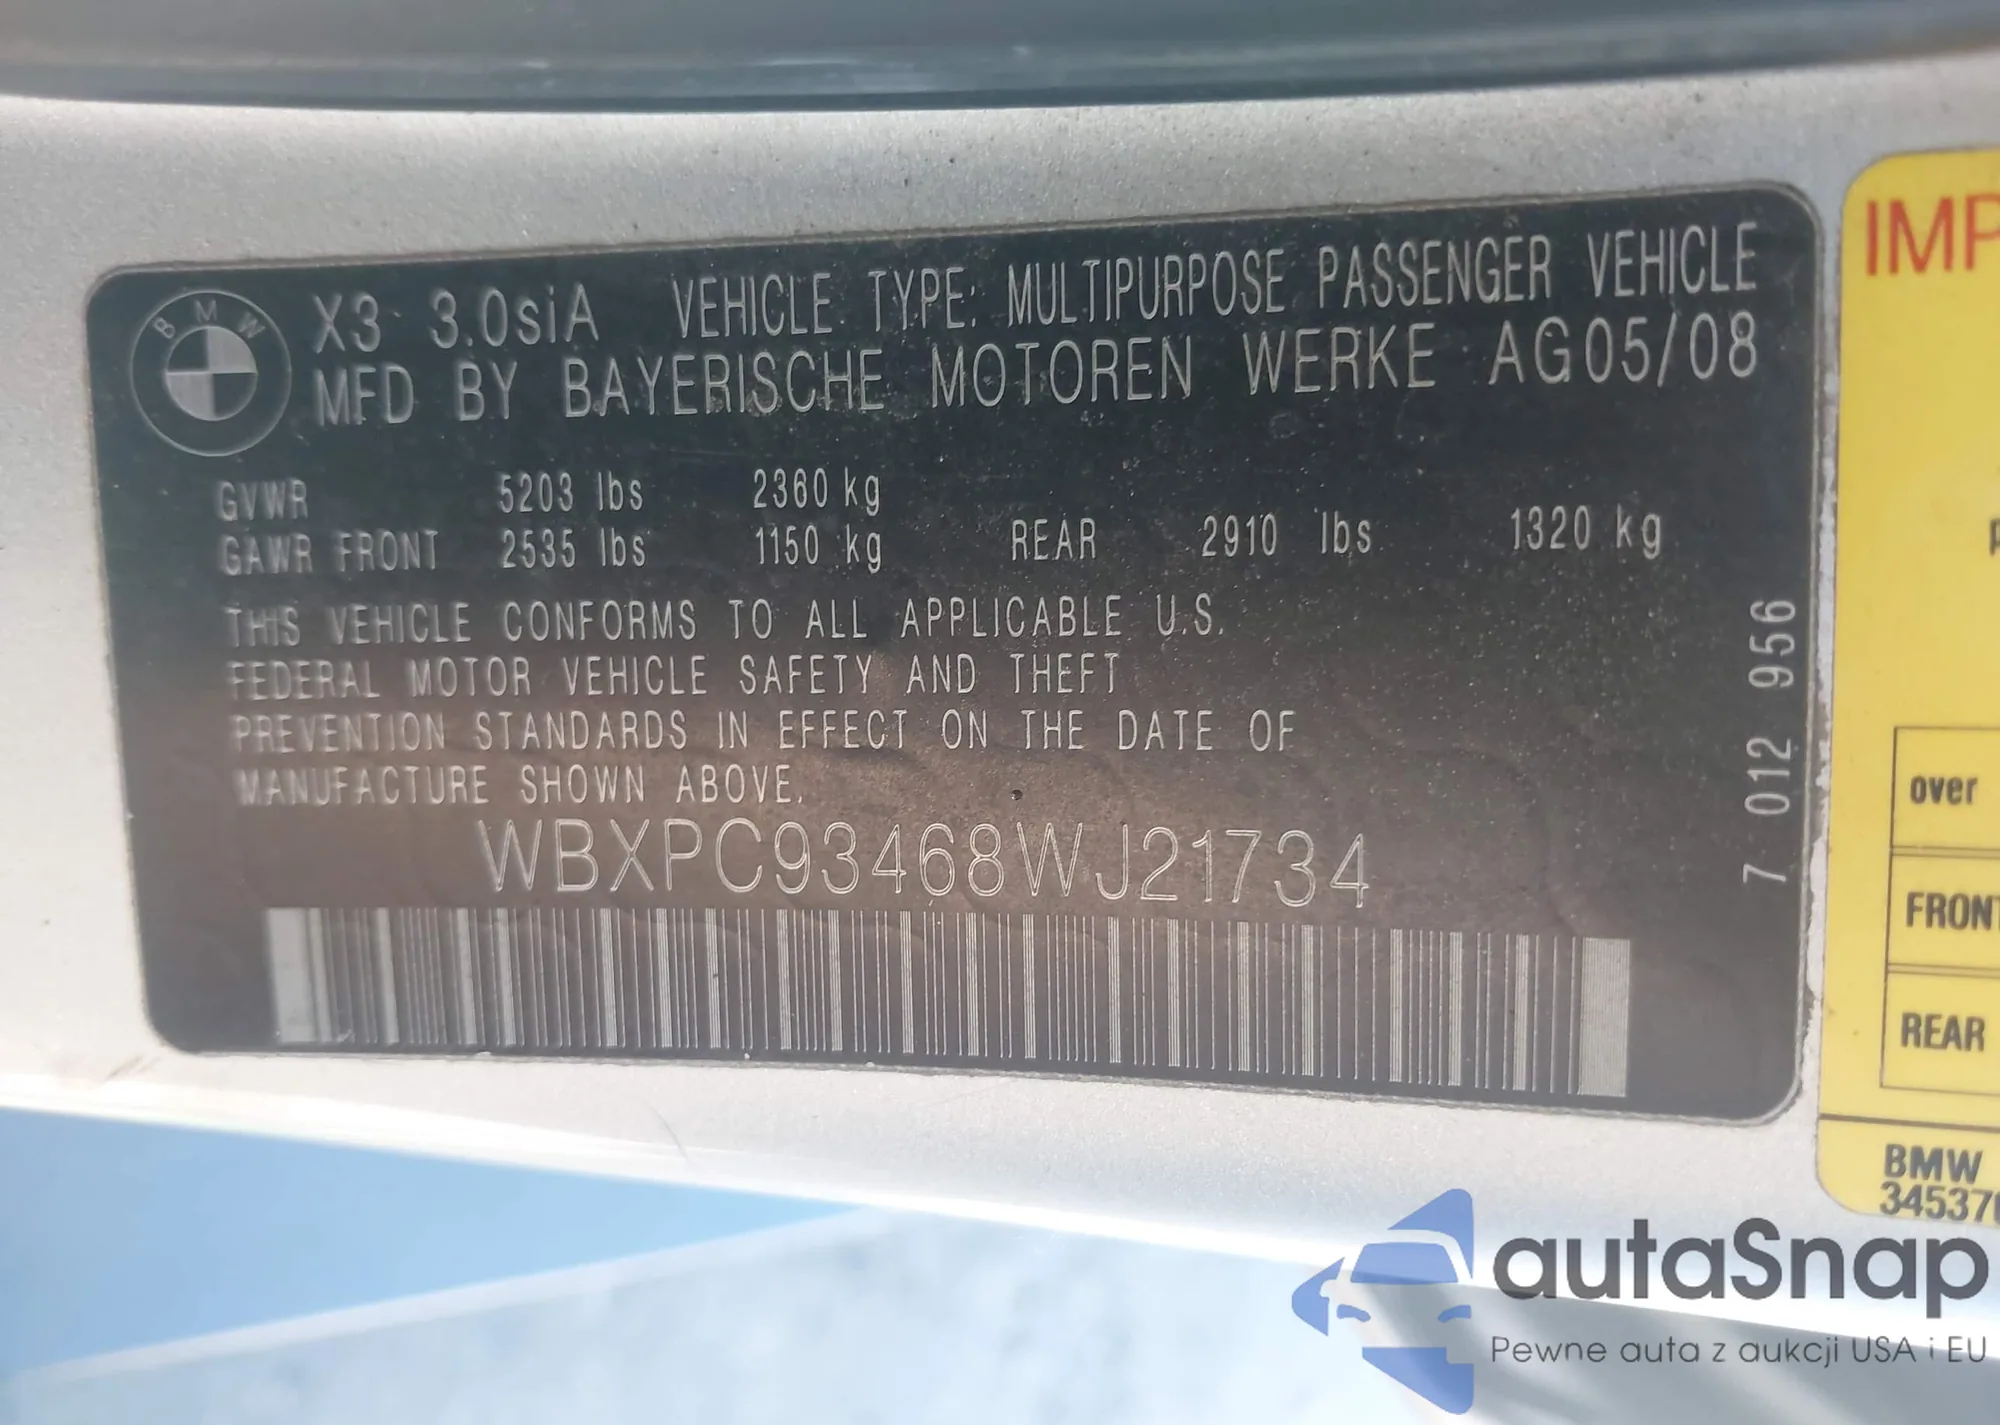 BMW
X3 3.0siA VEHICLE TYPE: MULTIPURPOSE PASSENGER VEHICLE
MFD BY BAYERISCHE MOTOREN WERKE AG05/08
GVWR 5203 lbs 2360 kg
GAWR FRONT 2535 lbs 1150 kg REAR 2910 lbs 1320 kg
THIS VEHICLE CONFORMS TO ALL APPLICABLE U.S.
FEDERAL MOTOR VEHICLE SAFETY AND THEFT
PREVENTION STANDARDS IN EFFECT ON THE DATE OF
MANUFACTURE SHOWN ABOVE.
WBXPC93468WJ21734
7 012 956
IMP
over
FRONT
REAR
BMW
34537
autaSnap
Pewne auta z aukcji USA i EU